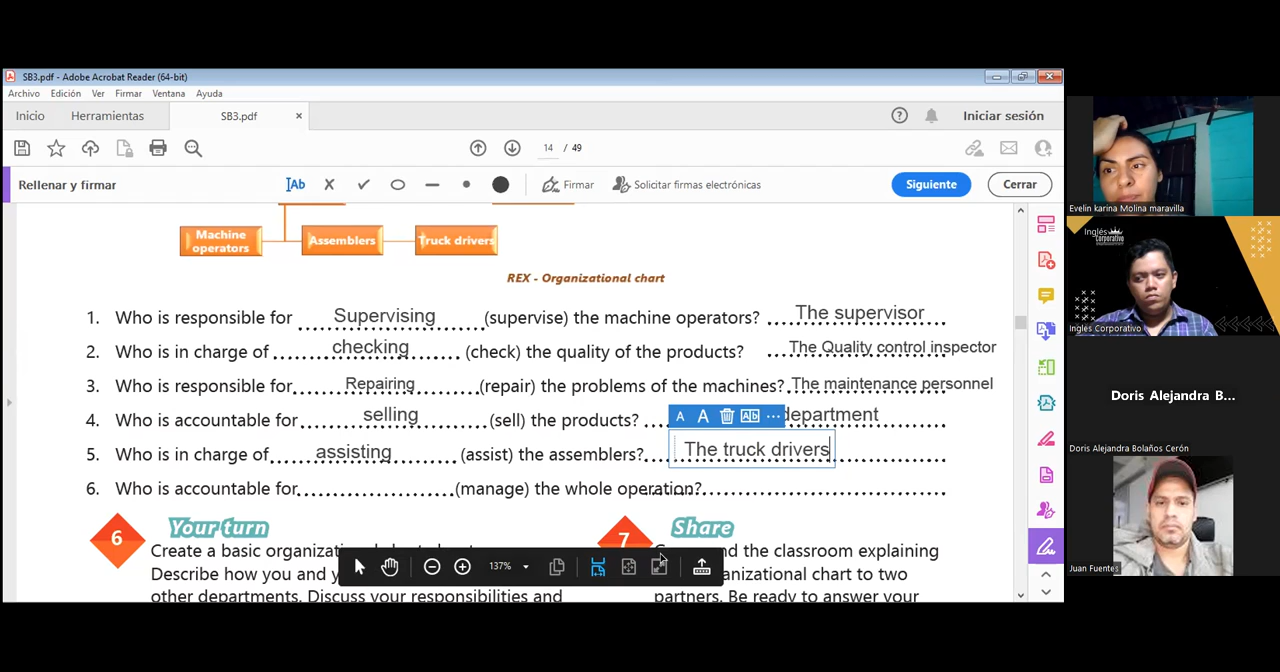 SB3.pdf - Adobe Acrobat Reader (64-bit)
Archivo Edición Ver Firmar Ventana Ayuda
Inicio Herramientas SB3.pdf × Iniciar sesión
14 / 49
Rellenar y firmar Ab Firmar Solicitar firmas electrónicas Siguiente Cerrar
Machine operators Assemblers Truck drivers
REX - Organizational chart
1. Who is responsible for Supervising (supervise) the machine operators? The supervisor
2. Who is in charge of checking (check) the quality of the products? The Quality control inspector
3. Who is responsible for Repairing (repair) the problems of the machines? The maintenance personnel
4. Who is accountable for selling (sell) the products? department
A A Ab ...
5. Who is in charge of assisting (assist) the assemblers? The truck drivers
6. Who is accountable for (manage) the whole operation?
6 Your turn
7 Share
Create a basic organizati
Describe how you and y
other departments. Discuss your responsibilities and
nd the classroom explaining
anizational chart to two
partners. Be ready to answer your
137%
Evelin karina Molina maravilla
Inglés Corporativo
Inglés Corporativo
Doris Alejandra B...
Doris Alejandra Bolaños Cerón
Juan Fuentes